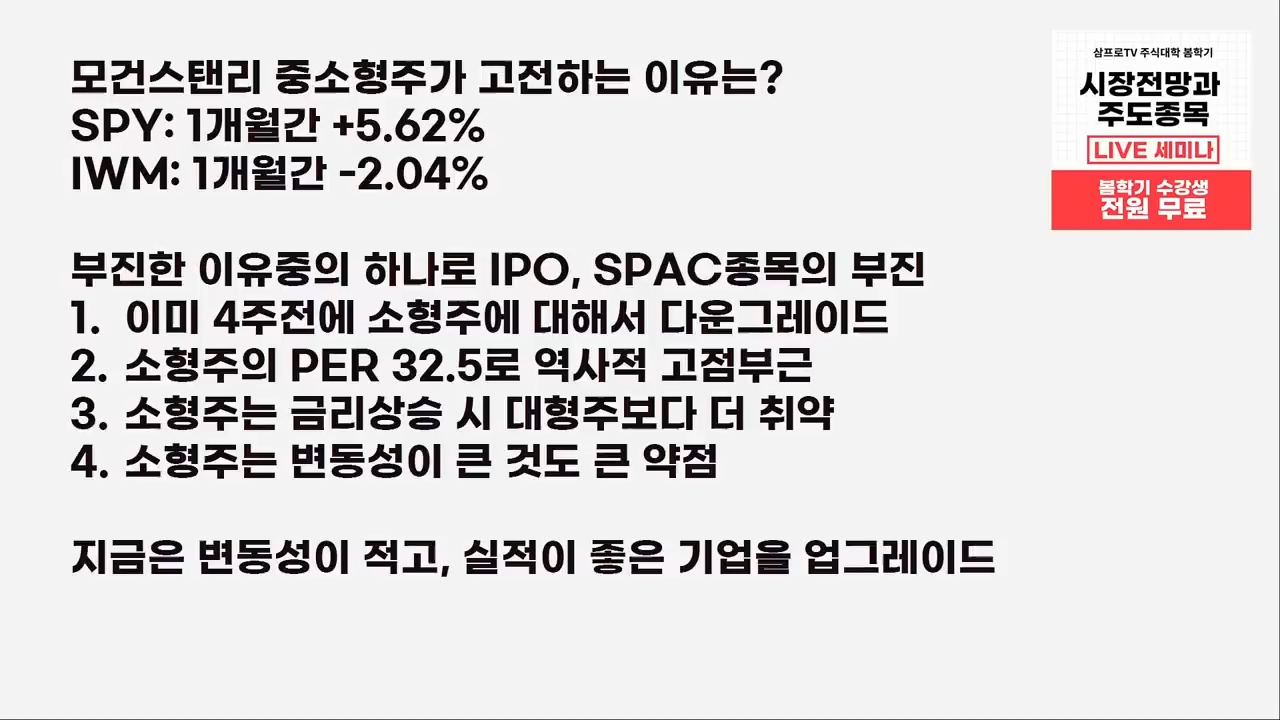 모건스탠리 중소형주가 고전하는 이유는?
SPY: 1개월간 +5.62%
IWM: 1개월간 -2.04%
부진한 이유중의 하나로 IPO, SPAC종목의 부진
1. 이미 4주전에 소형주에 대해서 다운그레이드
2. 소형주의 PER 32.5로 역사적 고점부근
3. 소형주는 금리상승 시 대형주보다 더 취약
4. 소형주는 변동성이 큰 것도 큰 약점
지금은 변동성이 적고, 실적이 좋은 기업을 업그레이드
삼프로TV 주식대학 봄학기
시장전망과
주도종목
LIVE 세미나
봄학기 수강생
전원 무료